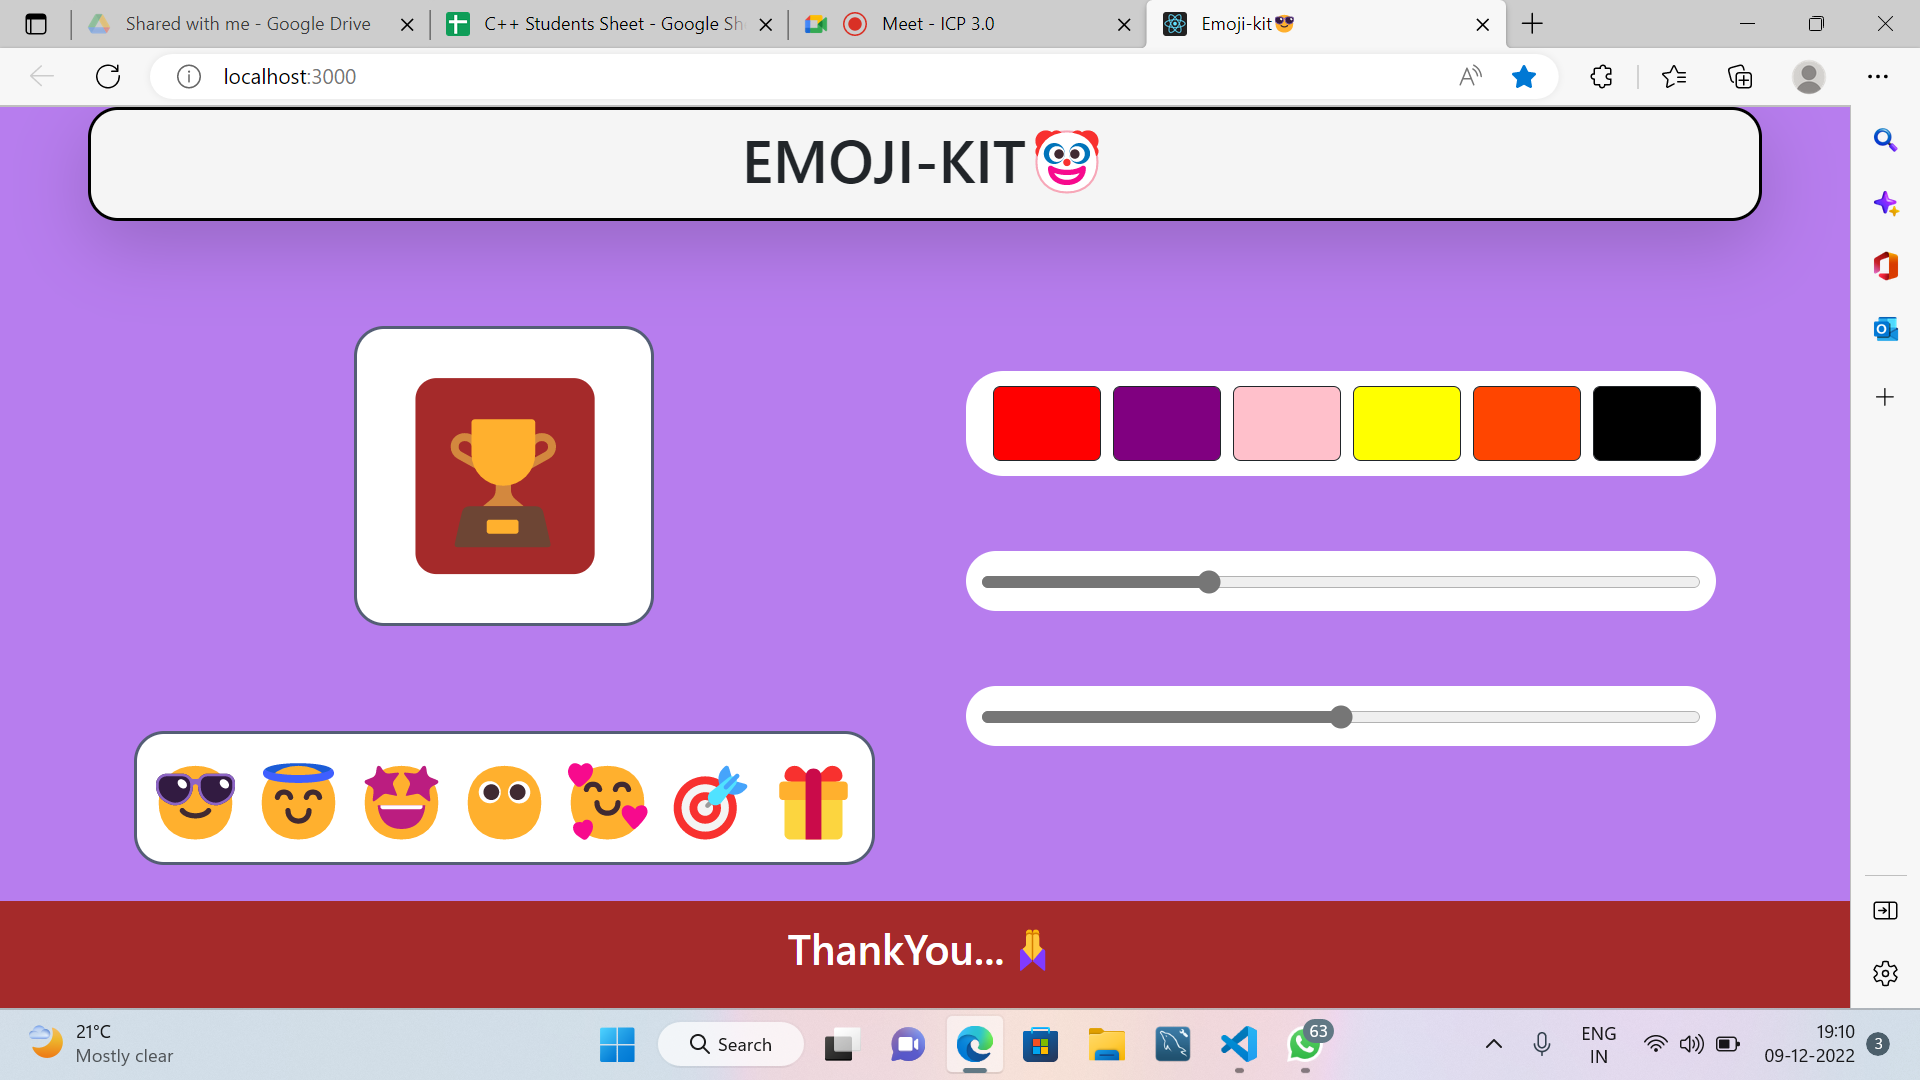 Shared with me - Google Drive
C++ Students Sheet - Google Sh
Meet - ICP 3.0
Emoji-kit😎
localhost:3000
EMOJI-KIT🤡
ThankYou... 🙏
21°C
Mostly clear
Search
63
ENG
IN
19:10
09-12-2022
3